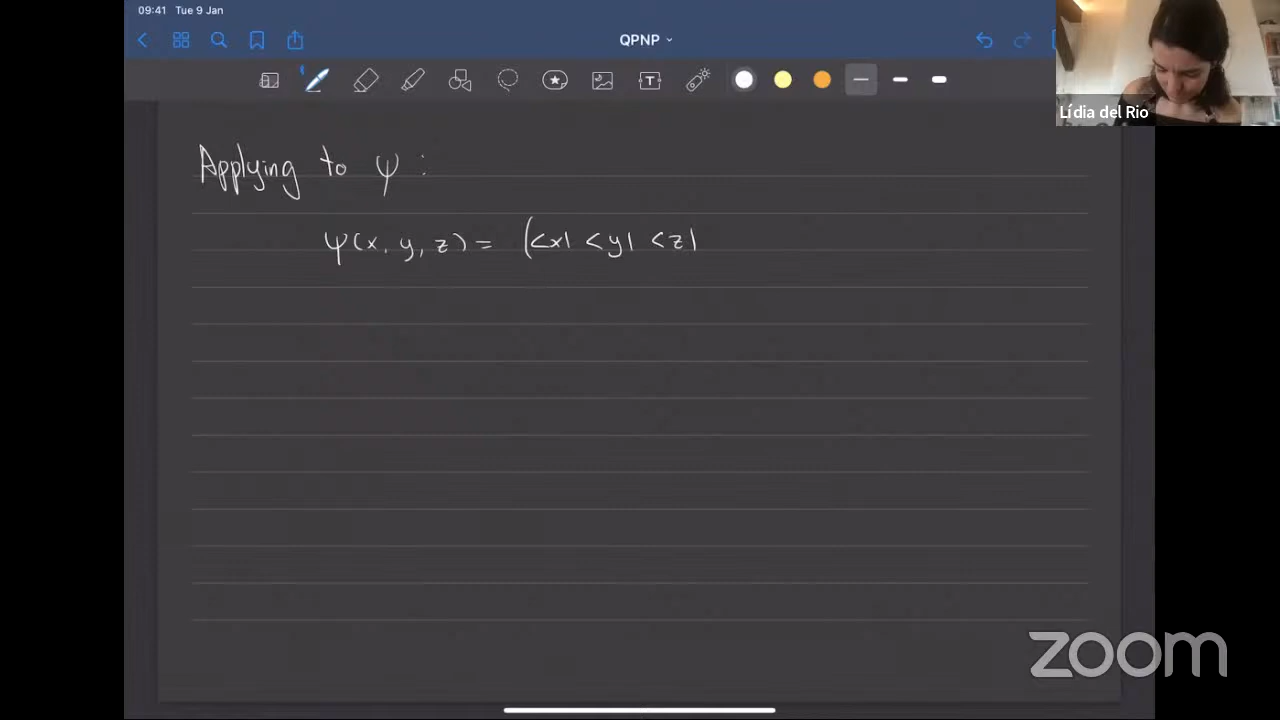 09:41 Tue 9 Jan
QPNP
T
Lídia del Rio
Applying to ψ :
ψ(x, y, z) = (<x| <y| <z|
zoom